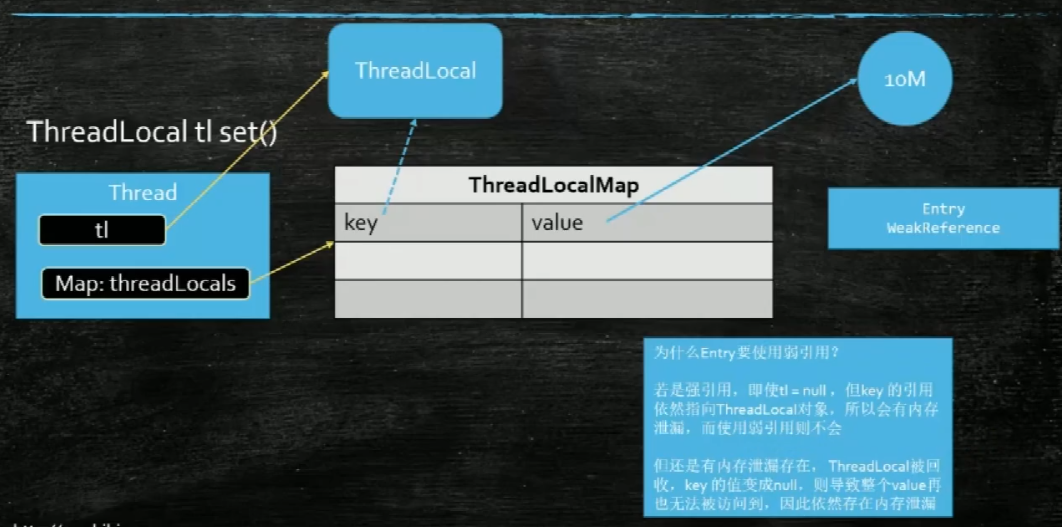 ThreadLocal
10M
ThreadLocal tl set()
Thread
tl
Map: threadLocals
ThreadLocalMap
key value
Entry
WeakReference
为什么Entry要使用弱引用？
若是强引用，即使tl = null，但key 的引用
依然指向ThreadLocal对象，所以会有内存
泄漏，而使用弱引用则不会
但还是有内存泄漏存在，ThreadLocal被回
收，key 的值变成null，则导致整个value再
也无法被访问到，因此依然存在内存泄漏